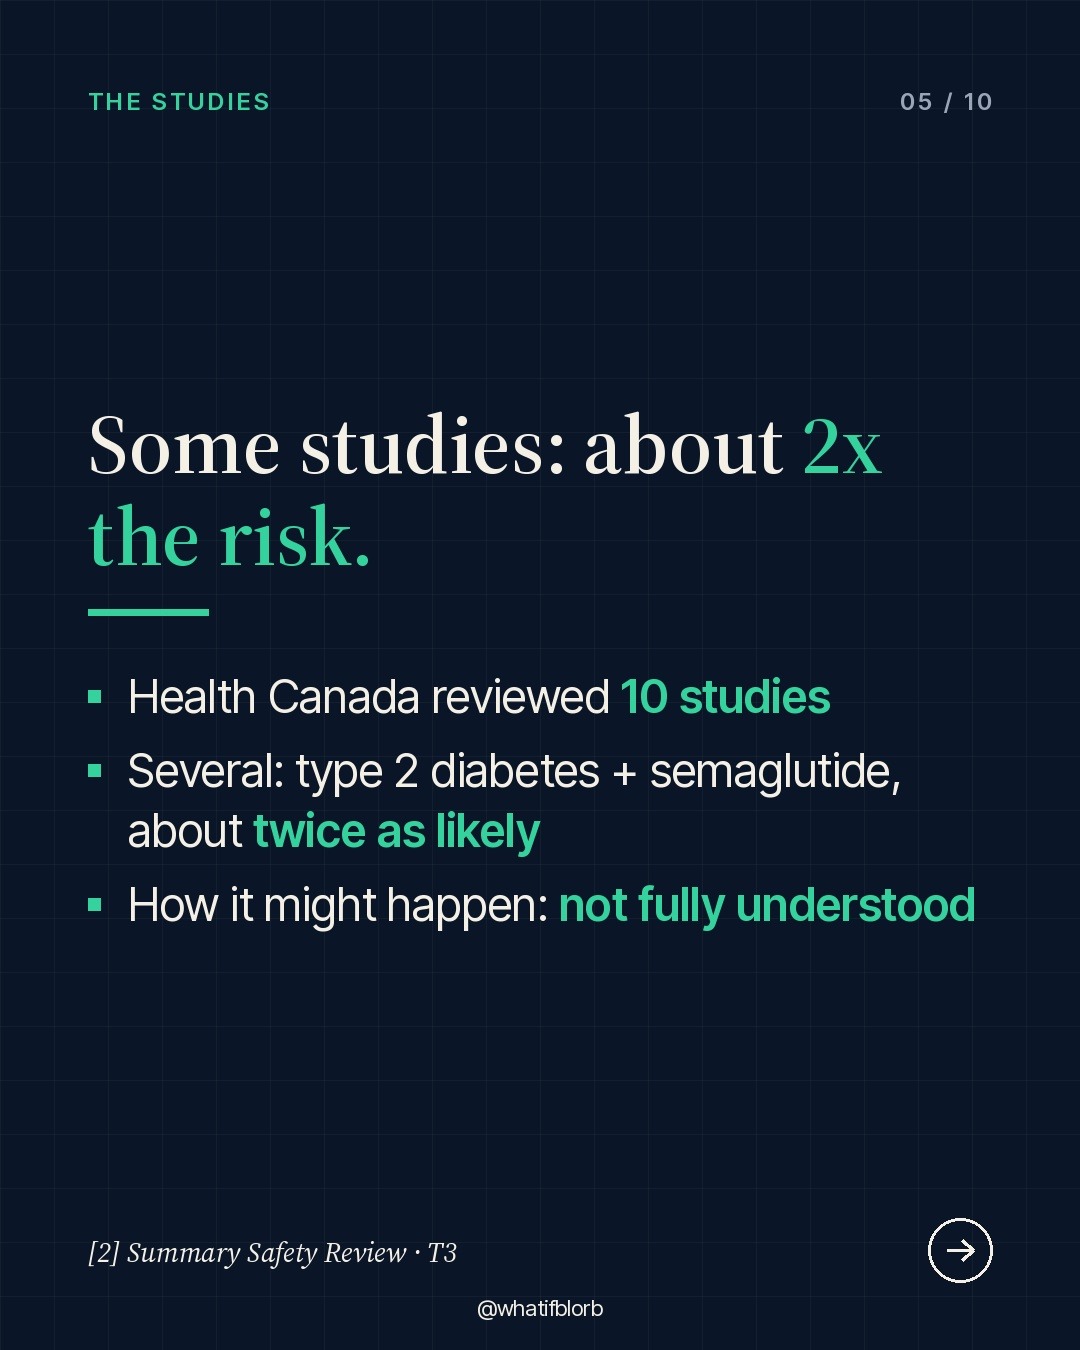 THE STUDIES
05 / 10
Some studies: about 2x
the risk.
Health Canada reviewed 10 studies
Several: type 2 diabetes + semaglutide,
about twice as likely
How it might happen: not fully understood
[2] Summary Safety Review · T3
@whatifblorb